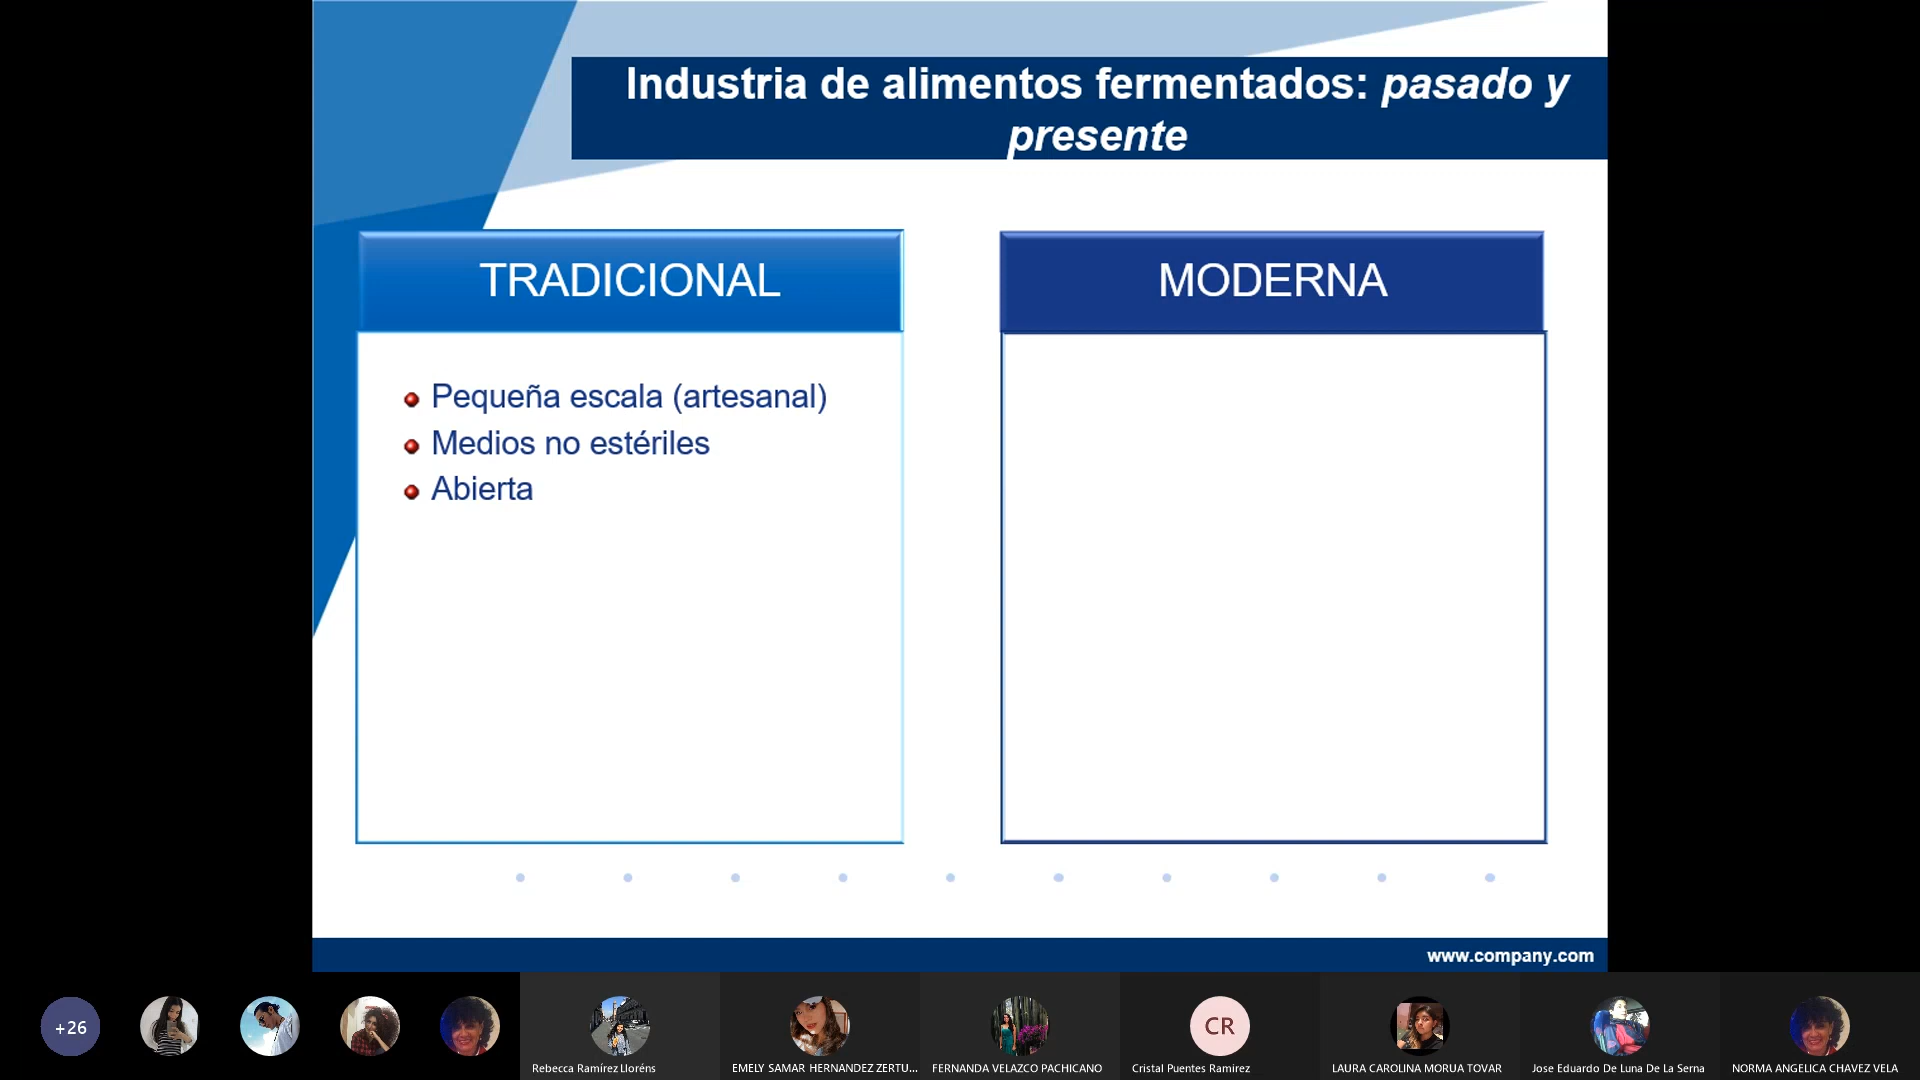 Industria de alimentos fermentados: pasado y
presente
TRADICIONAL
Pequeña escala (artesanal)
Medios no estériles
Abierta
MODERNA
www.company.com
+26
CR
Rebecca Ramírez Lloréns
EMELY SAMAR HERNANDEZ ZERTU...
FERNANDA VELAZCO PACHICANO
Cristal Puentes Ramirez
LAURA CAROLINA MORUA TOVAR
Jose Eduardo De Luna De La Serna
NORMA ANGELICA CHAVEZ VELA